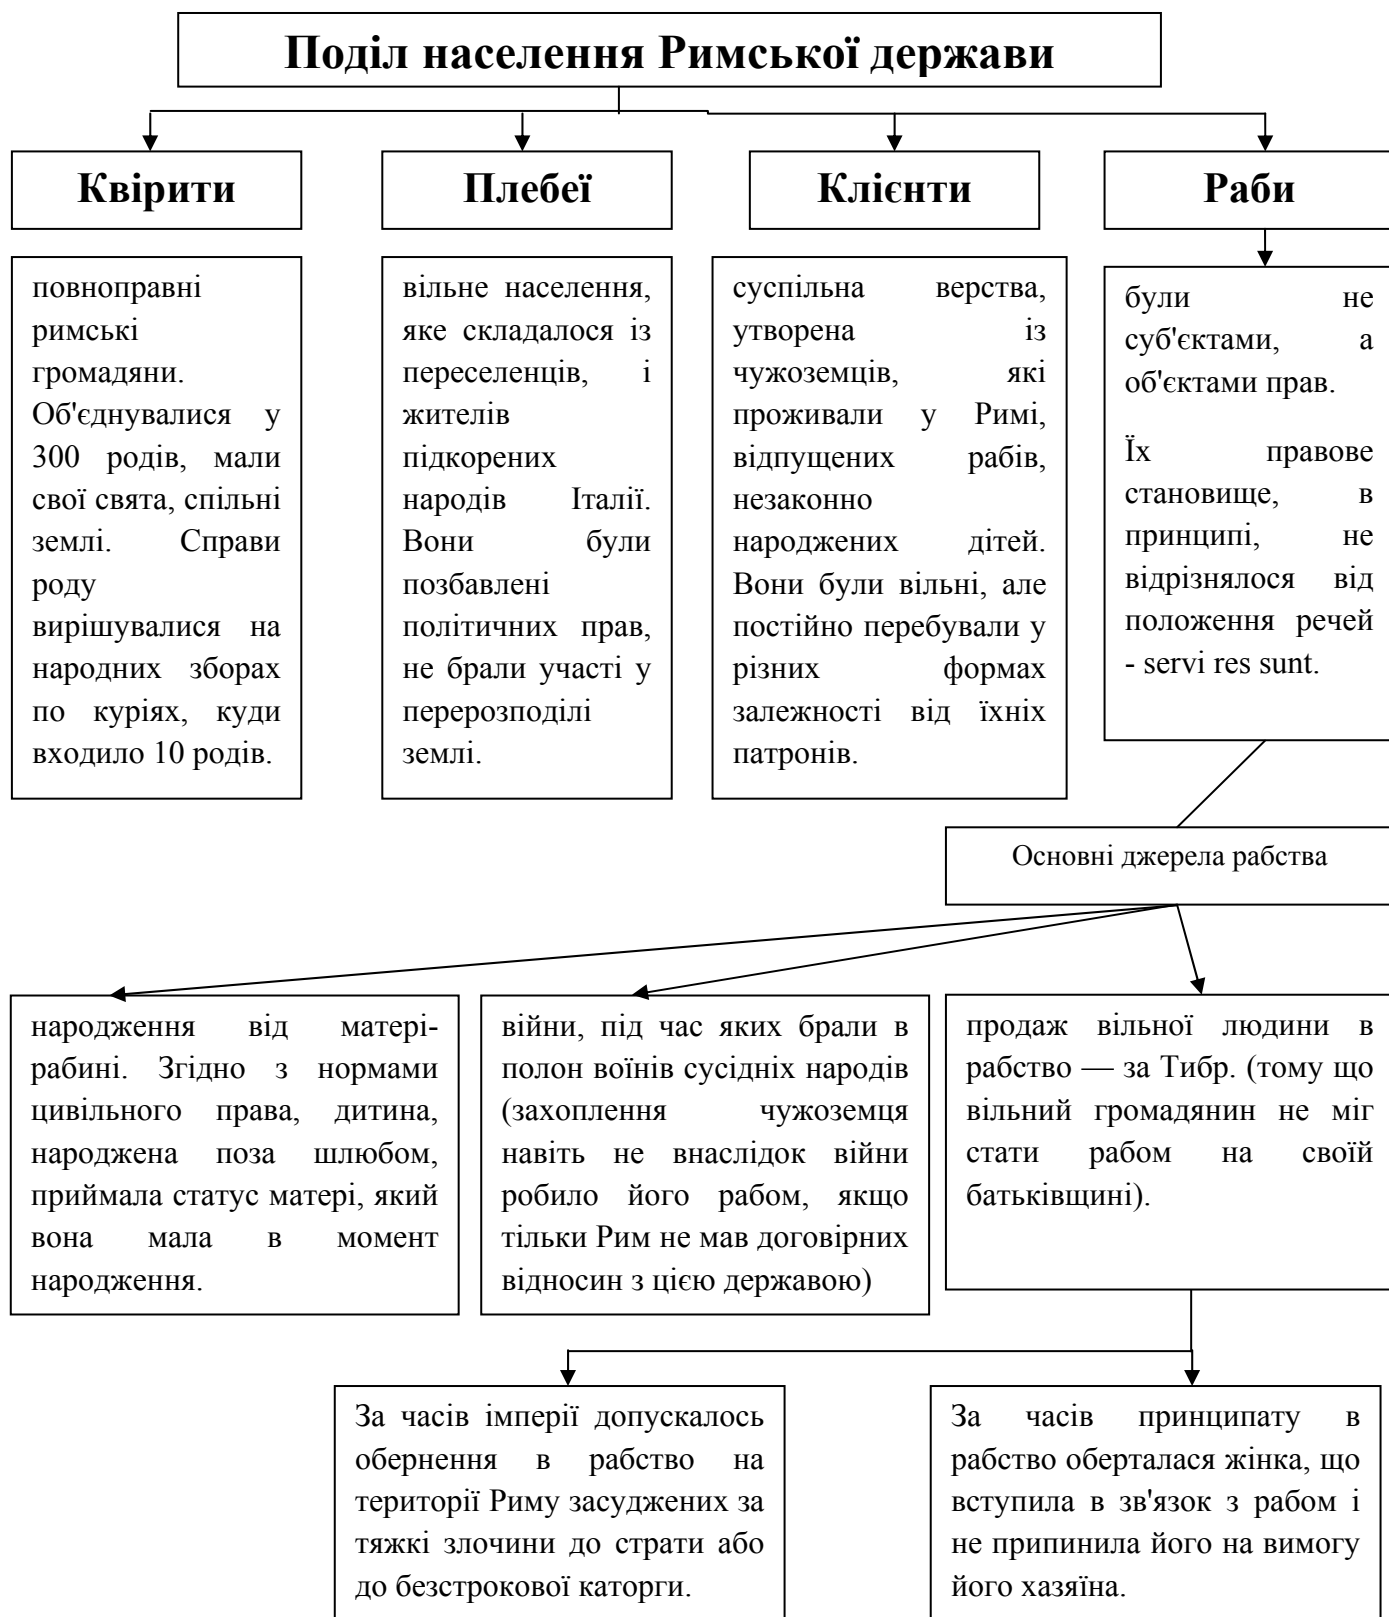 Поділ населення Римської держави
Квірити
Плебеї
Клієнти
Раби
повноправні
римські
громадяни.
Об'єднувалися у
300 родів, мали
свої свята, спільні
землі. Справи
роду
вирішувалися на
народних зборах
по куріях, куди
входило 10 родів.
вільне населення,
яке складалося із
переселенців, і
жителів
підкорених
народів Італії.
Вони були
позбавлені
політичних прав,
не брали участі у
перерозподілі
землі.
суспільна верства,
утворена із
чужоземців, які
проживали у Римі,
відпущених рабів,
незаконно
народжених дітей.
Вони були вільні, але
постійно перебували у
різних формах
залежності від їхніх
патронів.
були не
суб'єктами, а
об'єктами прав.
Їх правове
становище, в
принципі, не
відрізнялося від
положення речей
- servi res sunt.
Основні джерела рабства
народження від матері-
рабині. Згідно з нормами
цивільного права, дитина,
народжена поза шлюбом,
приймала статус матері, який
вона мала в момент
народження.
війни, під час яких брали в
полон воїнів сусідніх народів
(захоплення чужоземця
навіть не внаслідок війни
робило його рабом, якщо
тільки Рим не мав договірних
відносин з цією державою)
продаж вільної людини в
рабство — за Тибр. (тому що
вільний громадянин не міг
стати рабом на своїй
батьківщині).
За часів імперії допускалось
обернення в рабство на
території Риму засуджених за
тяжкі злочини до страти або
до безстрокової каторги.
За часів принципату в
рабство оберталася жінка, що
вступила в зв'язок з рабом і
не припинила його на вимогу
його хазяїна.